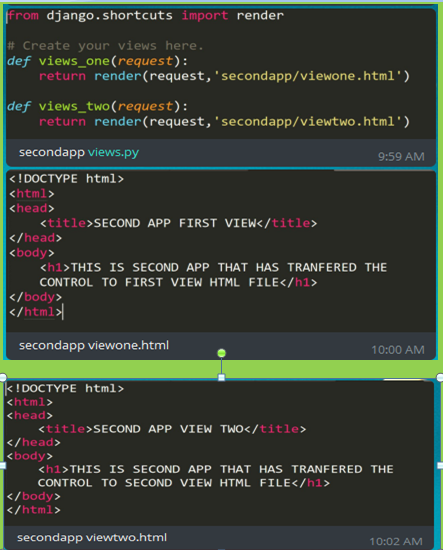 from django.shortcuts import render
# Create your views here.
def views_one(request):
    return render(request,'secondapp/viewone.html')
def views_two(request):
    return render(request,'secondapp/viewtwo.html')
secondapp views.py
9:59 AM
<!DOCTYPE html>
<html>
<head>
    <title>SECOND APP FIRST VIEW</title>
</head>
<body>
    <h1>THIS IS SECOND APP THAT HAS TRANFERED THE
    CONTROL TO FIRST VIEW HTML FILE</h1>
</body>
</html>
secondapp viewone.html
10:00 AM
<!DOCTYPE html>
<html>
<head>
    <title>SECOND APP VIEW TWO</title>
</head>
<body>
    <h1>THIS IS SECOND APP THAT HAS TRANFERED THE
    CONTROL TO SECOND VIEW HTML FILE</h1>
</body>
</html>
secondapp viewtwo.html
10:02 AM